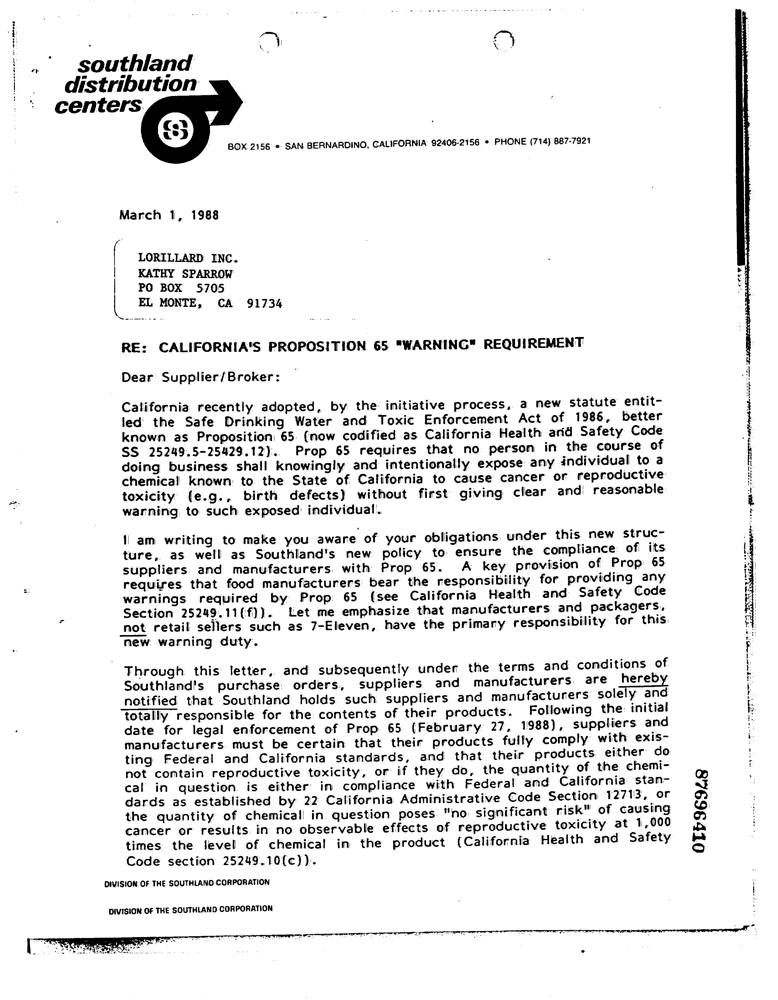 southland
distribution
centers
BOX 2156 • SAN BERNARDINO, CALIFORNIA 92406-2156 • PHONE (714) 887-7921
March 1, 1988
LORILLARD INC.
KATHY SPARROW
PO BOX 5705
EL MONTE, CA 91734
RE: CALIFORNIA'S PROPOSITION 65 "WARNING" REQUIREMENT
Dear Supplier/Broker:
California recently adopted, by the initiative process, a new statute entit-
led the Safe Drinking Water and Toxic Enforcement Act of 1986, better
known as Proposition 65 (now codified as California Health and Safety Code
SS 25249.5-25429.12). Prop 65 requires that no person in the course of
doing business shall knowingly and intentionally expose any individual to a
chemical known to the State of California to cause cancer or reproductive
toxicity (e.g., birth defects) without first giving clear and reasonable
warning to such exposed individual.
I am writing to make you aware of your obligations under this new struc-
ture, as well as Southland's new policy to ensure the compliance of its
suppliers and manufacturers with Prop 65. A key provision of Prop 65
requires that food manufacturers bear the responsibility for providing any
warnings required by Prop 65 (see California Health and Safety Code
Section 25249.11(f)). Let me emphasize that manufacturers and packagers,
not retail sellers such as 7-Eleven, have the primary responsibility for this
new warning duty.
Through this letter, and subsequently under the terms and conditions of
Southland's purchase orders, suppliers and manufacturers are hereby
notified that Southland holds such suppliers and manufacturers solely and
totally responsible for the contents of their products. Following the initial
date for legal enforcement of Prop 65 (February 27, 1988), suppliers and
manufacturers must be certain that their products fully comply with exis-
ting Federal and California standards, and that their products either do
not contain reproductive toxicity, or if they do, the quantity of the chemi-
cal in question is either in compliance with Federal and California stan-
dards as established by 22 California Administrative Code Section 12713, or
the quantity of chemical in question poses "no significant risk" of causing
cancer or results in no observable effects of reproductive toxicity at 1,000
times the level of chemical in the product (California Health and Safety
Code section 25249.10(c)).
DIVISION OF THE SOUTHLAND CORPORATION
DIVISION OF THE SOUTHLAND CORPORATION
87696410